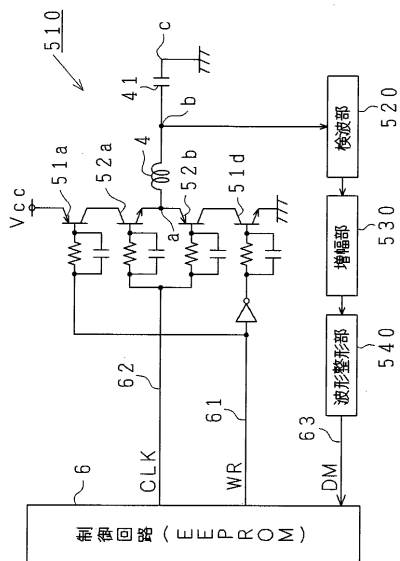 510
Vcc
51a
52a
4
41
c
b
a
52b
51d
62
CLK
61
WR
63
DM
6
制御回路(EEPROM)
検波部
520
増幅部
530
波形整形部
540